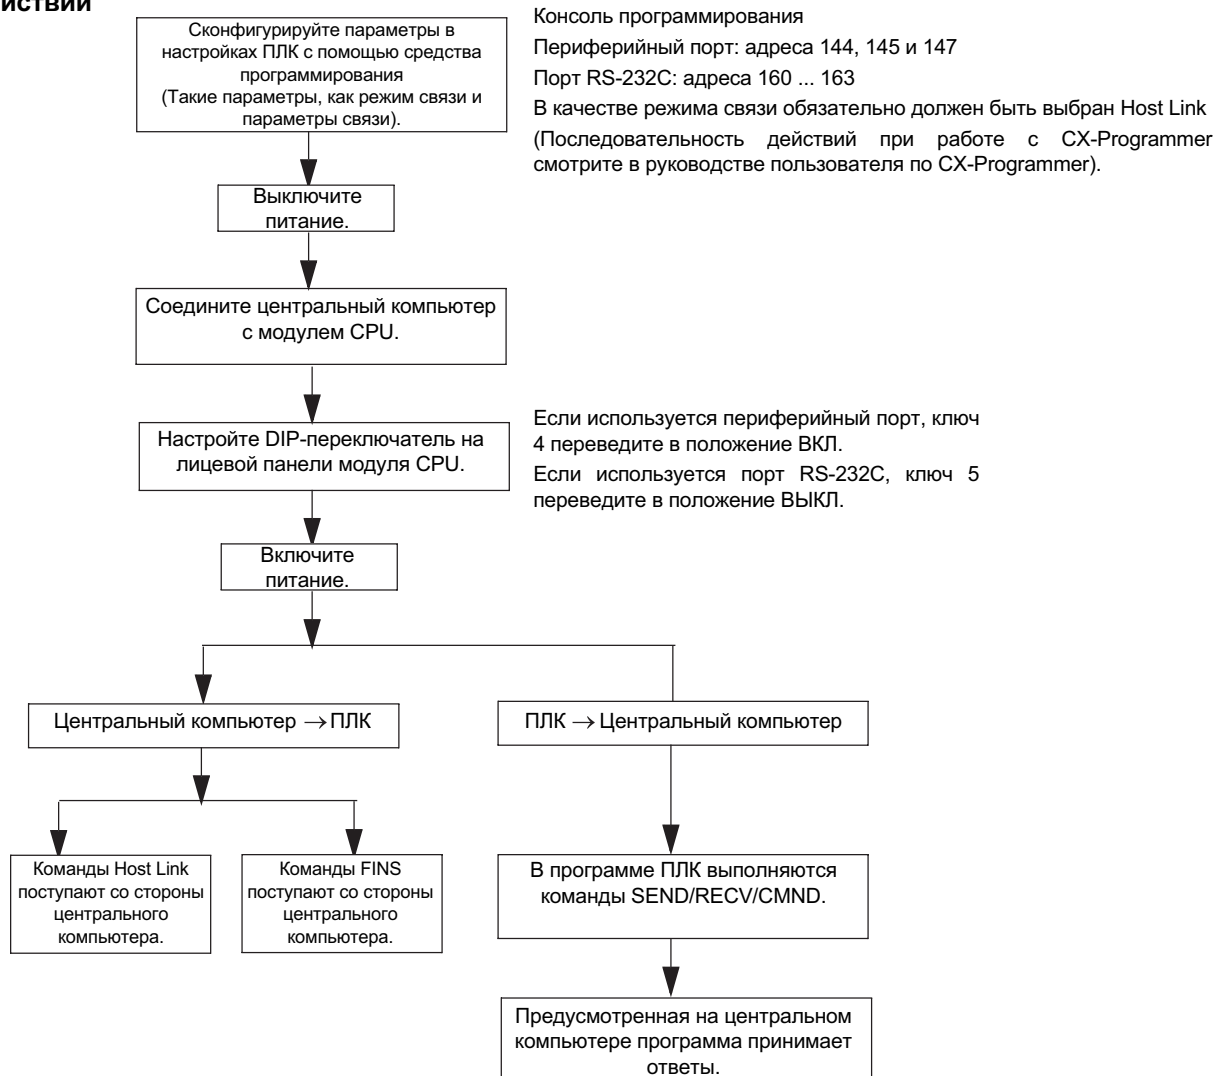 йствий
Сконфигурируйте параметры в
настройках ПЛК с помощью средства
программирования
(Такие параметры, как режим связи и
параметры связи).
Консоль программирования
Периферийный порт: адреса 144, 145 и 147
Порт RS-232C: адреса 160 ... 163
В качестве режима связи обязательно должен быть выбран Host Link
(Последовательность действий при работе с CX-Programmer
смотрите в руководстве пользователя по CX-Programmer).
Выключите
питание.
Соедините центральный компьютер
с модулем CPU.
Настройте DIP-переключатель на
лицевой панели модуля CPU.
Если используется периферийный порт, ключ
4 переведите в положение ВКЛ.
Если используется порт RS-232C, ключ 5
переведите в положение ВЫКЛ.
Включите
питание.
Центральный компьютер → ПЛК
ПЛК → Центральный компьютер
Команды Host Link
поступают со стороны
центрального
компьютера.
Команды FINS
поступают со стороны
центрального
компьютера.
В программе ПЛК выполняются
команды SEND/RECV/CMND.
Предусмотренная на центральном
компьютере программа принимает
ответы.